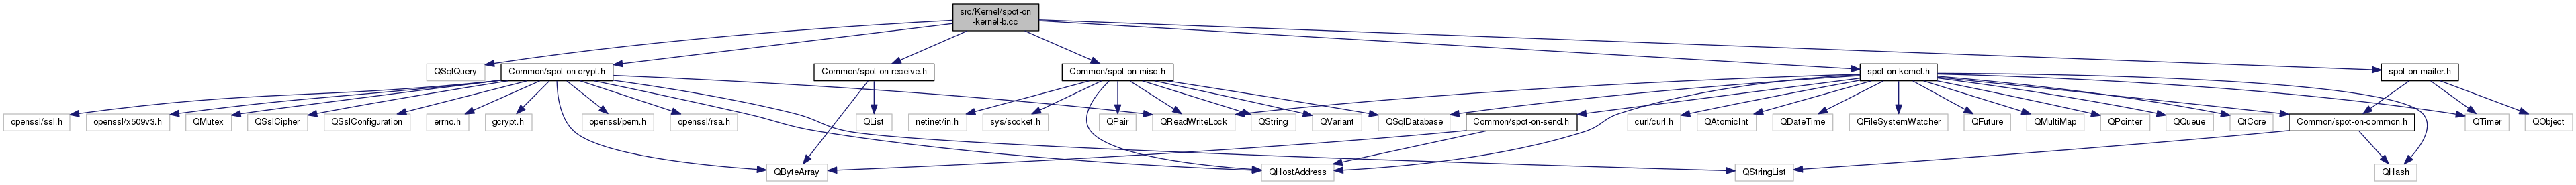 src/Kernel/spot-on
-kernel-b.cc
QSqlQuery
Common/spot-on-crypt.h
Common/spot-on-receive.h
Common/spot-on-misc.h
spot-on-kernel.h
spot-on-mailer.h
openssl/ssl.h
openssl/x509v3.h
QMutex
QSslCipher
QSslConfiguration
errno.h
gcrypt.h
openssl/pem.h
openssl/rsa.h
QList
netinet/in.h
sys/socket.h
QPair
QReadWriteLock
QString
QVariant
QSqlDatabase
Common/spot-on-send.h
curl/curl.h
QAtomicInt
QDateTime
QFileSystemWatcher
QFuture
QMultiMap
QPointer
QQueue
QtCore
Common/spot-on-common.h
QTimer
QObject
QByteArray
QHostAddress
QStringList
QHash